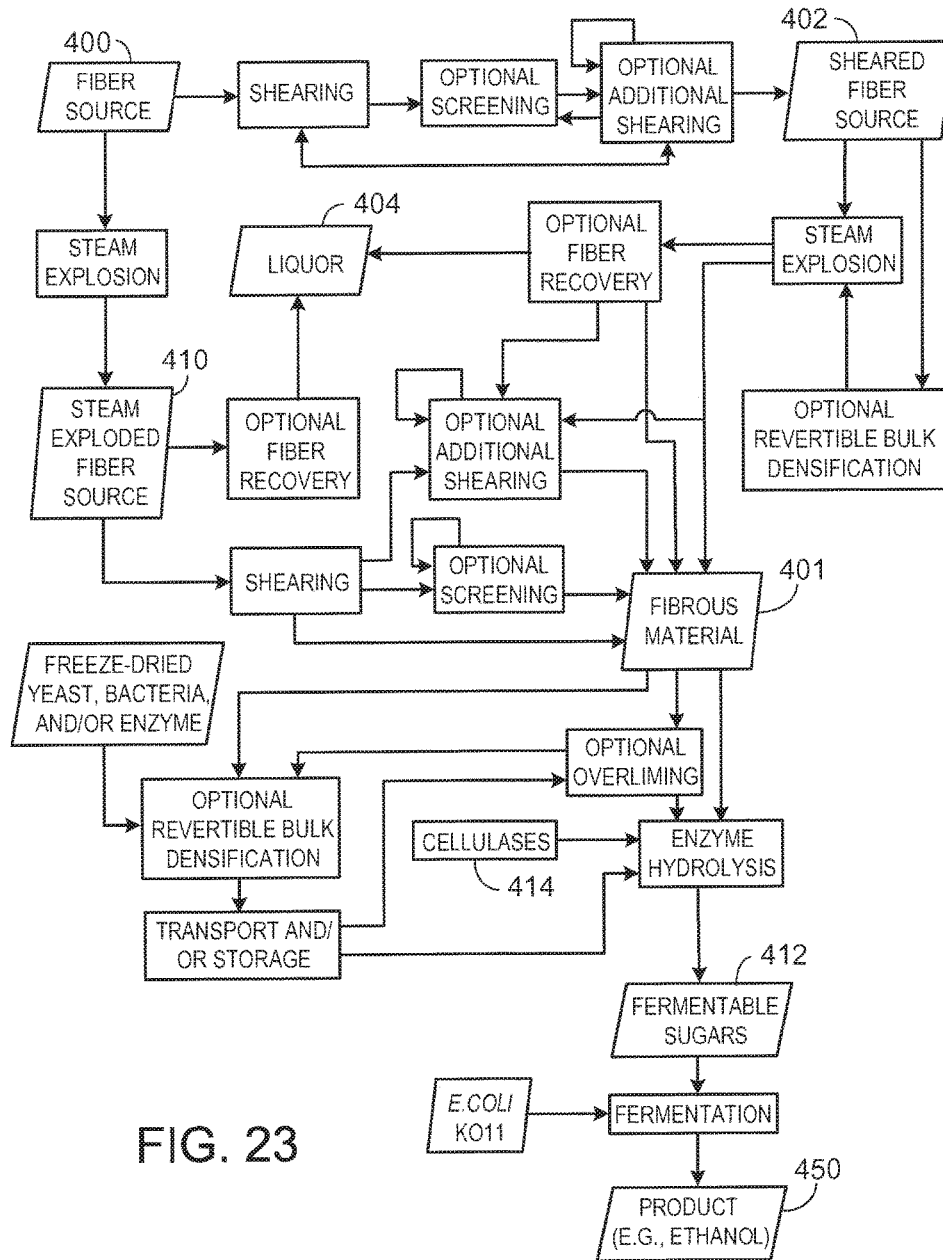 400
402
FIBER
SOURCE
SHEARING
OPTIONAL
SCREENING
OPTIONAL
ADDITIONAL
SHEARING
SHEARED
FIBER
SOURCE
404
STEAM
EXPLOSION
LIQUOR
OPTIONAL
FIBER
RECOVERY
STEAM
EXPLOSION
410
STEAM
EXPLODED
FIBER
SOURCE
OPTIONAL
FIBER
RECOVERY
OPTIONAL
ADDITIONAL
SHEARING
OPTIONAL
REVERTIBLE BULK
DENSIFICATION
SHEARING
OPTIONAL
SCREENING
FIBROUS
MATERIAL
401
FREEZE-DRIED
YEAST, BACTERIA,
AND/OR ENZYME
OPTIONAL
OVERLIMING
OPTIONAL
REVERTIBLE BULK
DENSIFICATION
CELLULASES
414
ENZYME
HYDROLYSIS
TRANSPORT AND/
OR STORAGE
412
FERMENTABLE
SUGARS
E.COLI
KO11
FERMENTATION
FIG. 23
450
PRODUCT
(E.G., ETHANOL)